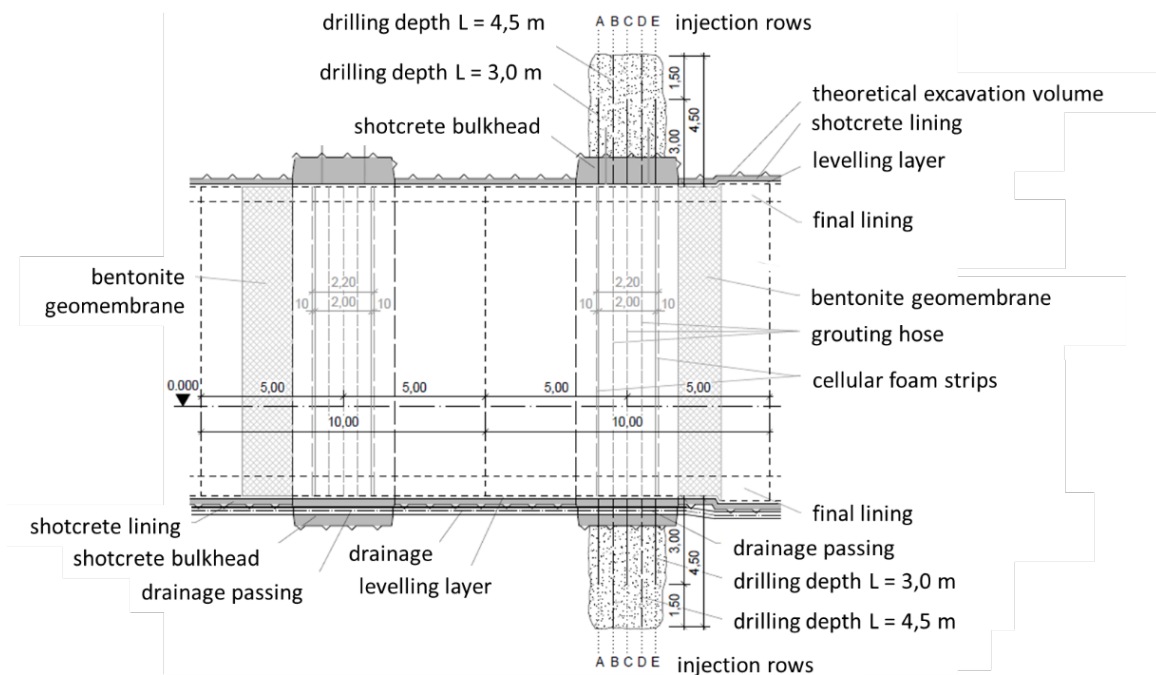 drilling depth L = 4,5 m
A B C D E
injection rows
drilling depth L = 3,0 m
shotcrete bulkhead
1,50
3,00
4,50
theoretical excavation volume
shotcrete lining
levelling layer
final lining
bentonite
geomembrane
2,20
10
2,00
10
2,20
10
2,00
10
bentonite geomembrane
grouting hose
cellular foam strips
0.000
5,00
5,00
5,00
5,00
10,00
10,00
shotcrete lining
shotcrete bulkhead
drainage passing
drainage
levelling layer
final lining
drainage passing
3,00
4,50
1,50
drilling depth L = 3,0 m
drilling depth L = 4,5 m
A B C D E
injection rows